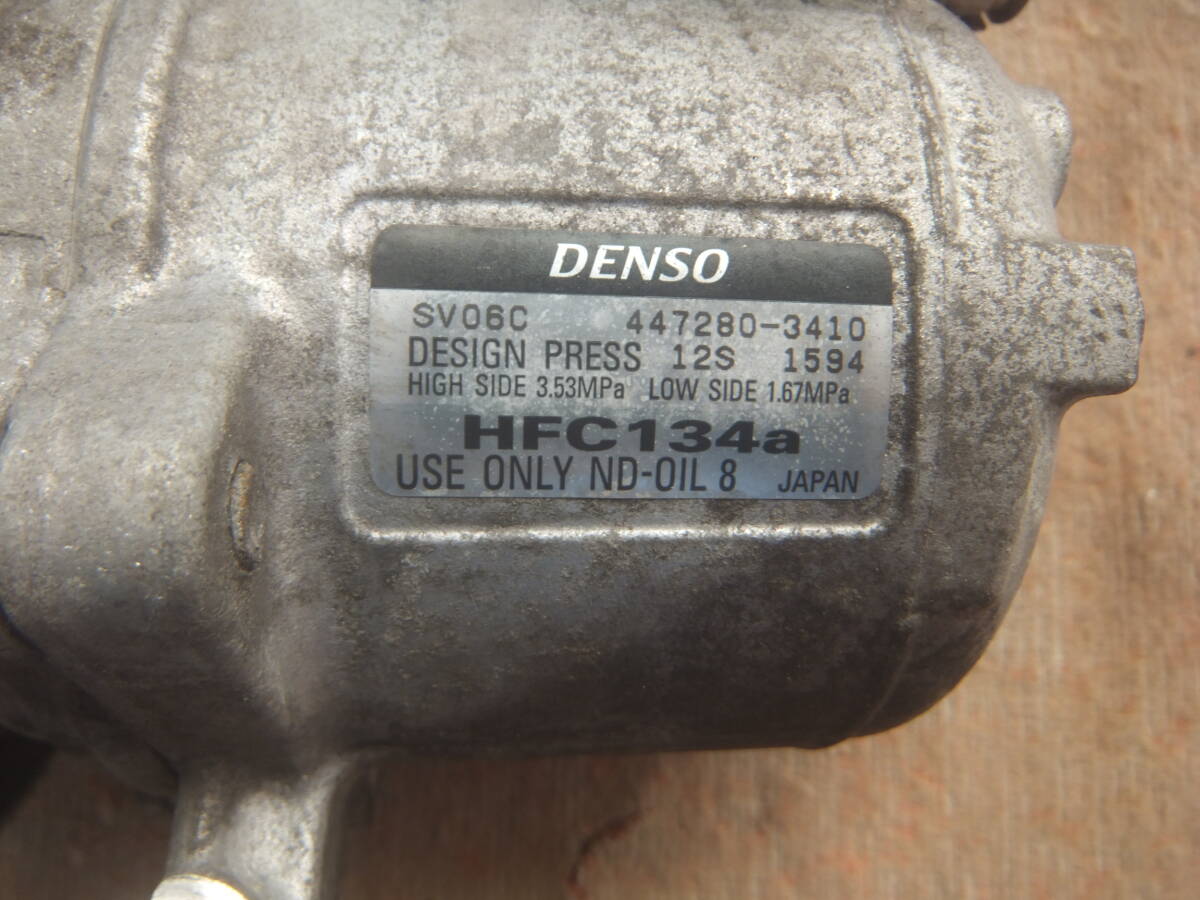 DENSO
SV06C 447280-3410
DESIGN PRESS 12S 1594
HIGH SIDE 3.53MPa LOW SIDE 1.67MPa
HFC134a
USE ONLY ND-OIL 8 JAPAN